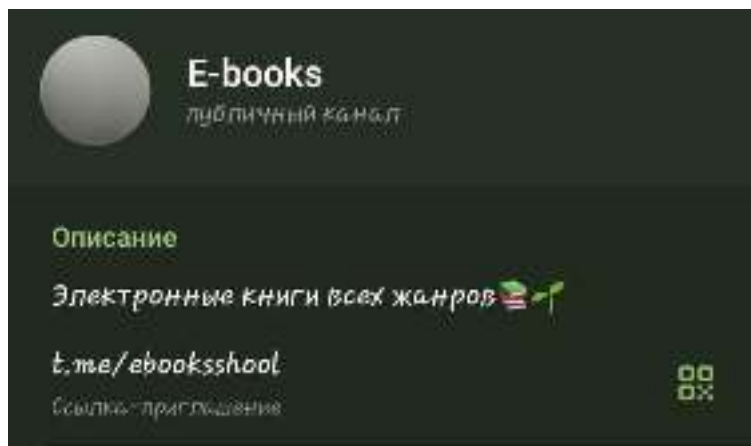 E-books
публичный канал
Описание
Электронные книги всех жанров📚🌱
t.me/ebooksshool
Ссылка-приглашение